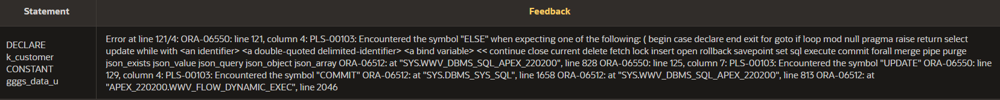 Statement
Feedback
DECLARE
k_customer
CONSTANT
gggs_data_u
Error at line 121/4: ORA-06550: line 121, column 4: PLS-00103: Encountered the symbol "ELSE" when expecting one of the following: ( begin case declare end exit for goto if loop mod null pragma raise return select
update while with <an identifier> <a double-quoted delimited-identifier> <a bind variable> << continue close current delete fetch lock insert open rollback savepoint set sql execute commit forall merge pipe purge
json_exists json_value json_query json_object json_array ORA-06512: at "SYS.WWV_DBMS_SQL_APEX_220200", line 828 ORA-06550: line 125, column 7: PLS-00103: Encountered the symbol "UPDATE" ORA-06550: line
129, column 4: PLS-00103: Encountered the symbol "COMMIT" ORA-06512: at "SYS.DBMS_SYS_SQL", line 1658 ORA-06512: at "SYS.WWV_DBMS_SQL_APEX_220200", line 813 ORA-06512: at
"APEX_220200.WWV_FLOW_DYNAMIC_EXEC", line 2046